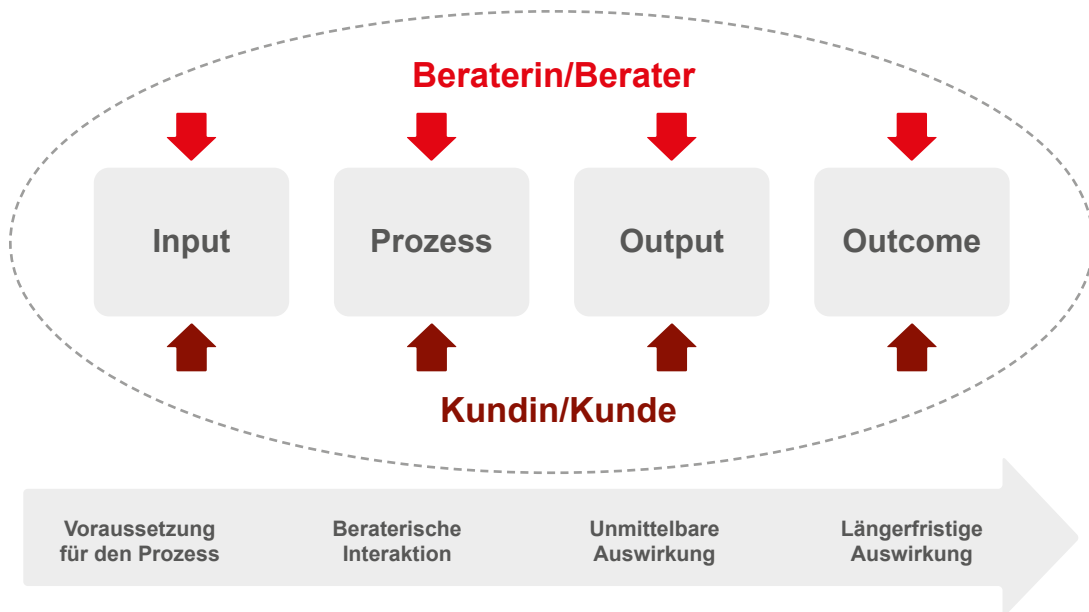 Beraterin/Berater
Input
Prozess
Output
Outcome
Kundin/Kunde
Voraussetzung
für den Prozess
Beraterische
Interaktion
Unmittelbare
Auswirkung
Längerfristige
Auswirkung